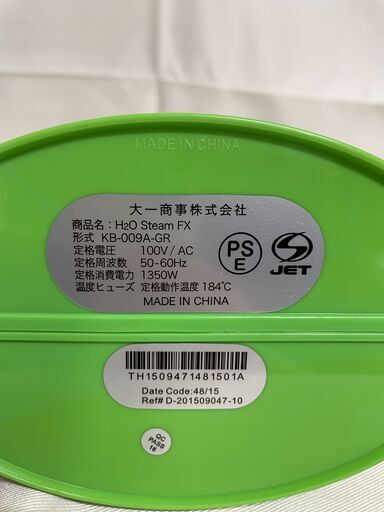 MADE IN CHINA
大一商事株式会社
商品名：H2O Steam FX
形式 KB-009A-GR
定格電圧 100V/AC
定格周波数 50-60Hz
定格消費電力 1350W
温度ヒューズ 定格動作温度 184℃
MADE IN CHINA
PS
E
JET
TH1509471481501A
Date Code:48/15
Ref# D-201509047-10
QC
PASS
16